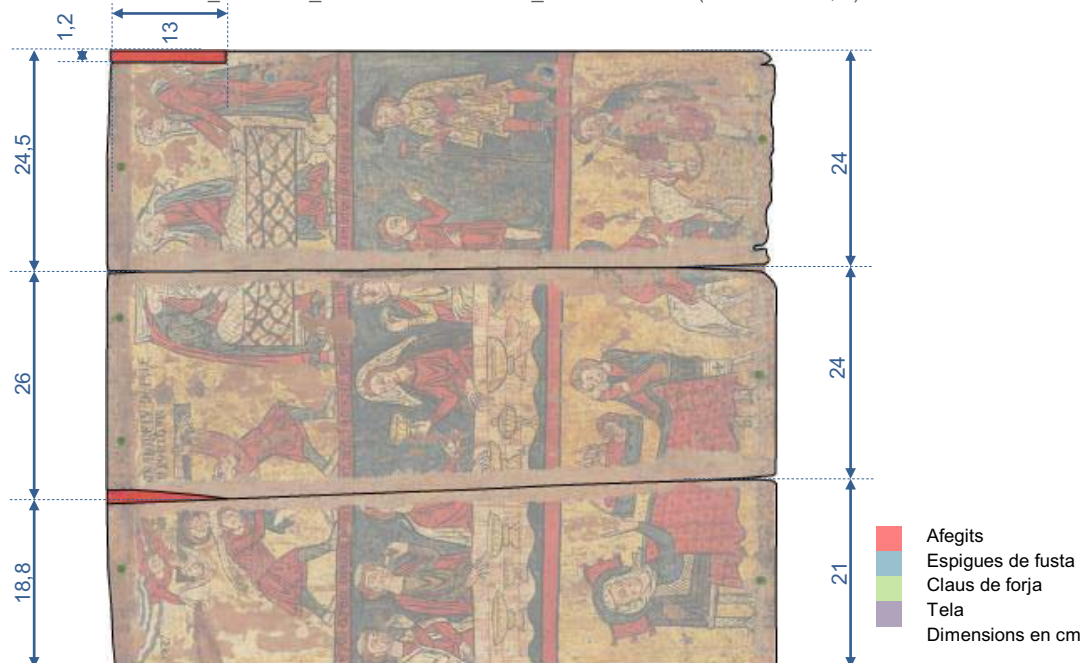 1,2
13
24,5
24
26
24
18,8
21
Afegits
Espigues de fusta
Claus de forja
Tela
Dimensions en cm